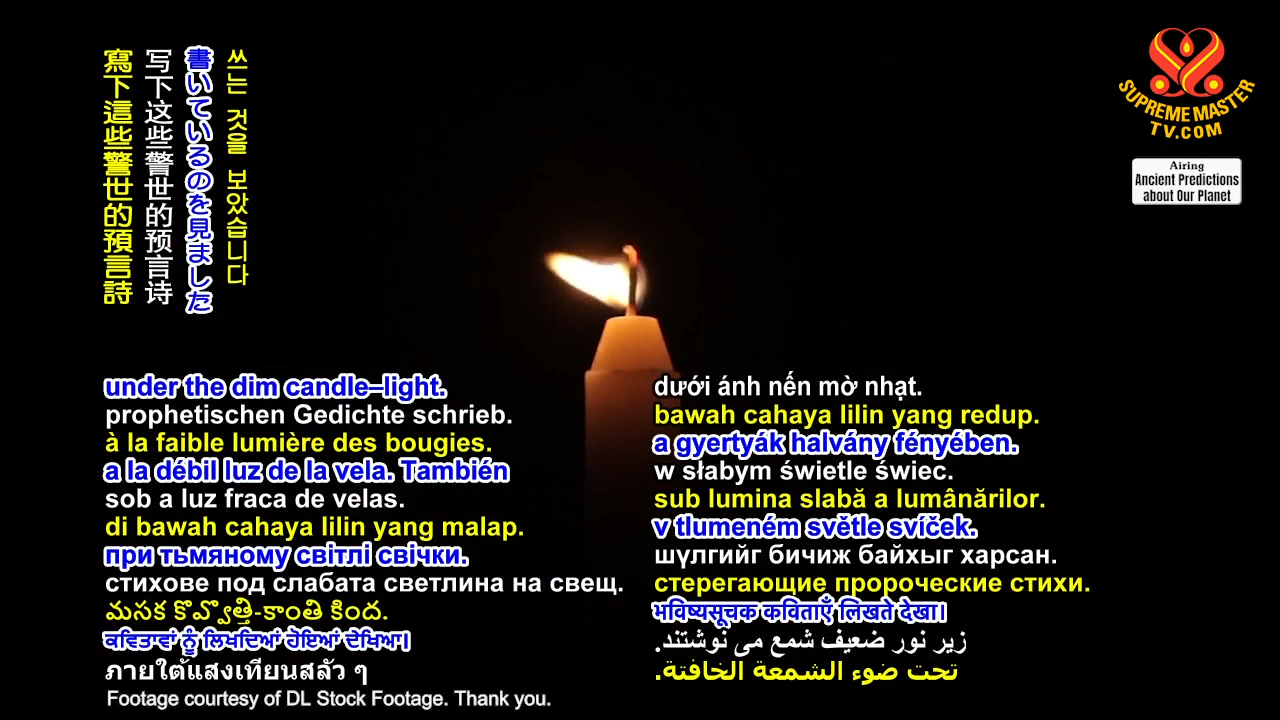 寫下這些警世的預言詩
写下这些警世的预言诗
書いているのを見ました
쓰는 것을 보았습니다
SUPREME MASTER
TV.COM
Airing
Ancient Predictions
about Our Planet
under the dim candle–light.
prophetischen Gedichte schrieb.
à la faible lumière des bougies.
a la débil luz de la vela. También
sob a luz fraca de velas.
di bawah cahaya lilin yang malap.
при тьмяному світлі свічки.
стихове под слабата светлина на свещ.
మసక కొవ్వొత్తి-కాంతి కింద.
ਕਵਿਤਾਵਾਂ ਨੂੰ ਲਿਖਦਿਆਂ ਹੋਇਆਂ ਦੇਖਿਆ।
ภายใต้แสงเทียนสลัว ๆ
dưới ánh nến mờ nhạt.
bawah cahaya lilin yang redup.
a gyertyák halvány fényében.
w słabym świetle świec.
sub lumina slabă a lumânărilor.
v tlumeném světle svíček.
шүлгийг бичиж байхыг харсан.
стерегающие пророческие стихи.
भविष्यसूचक कविताएँ लिखते देखा।
زیر نور ضعیف شمع می نوشتند.
تحت ضوء الشمعة الخافتة.
Footage courtesy of DL Stock Footage. Thank you.